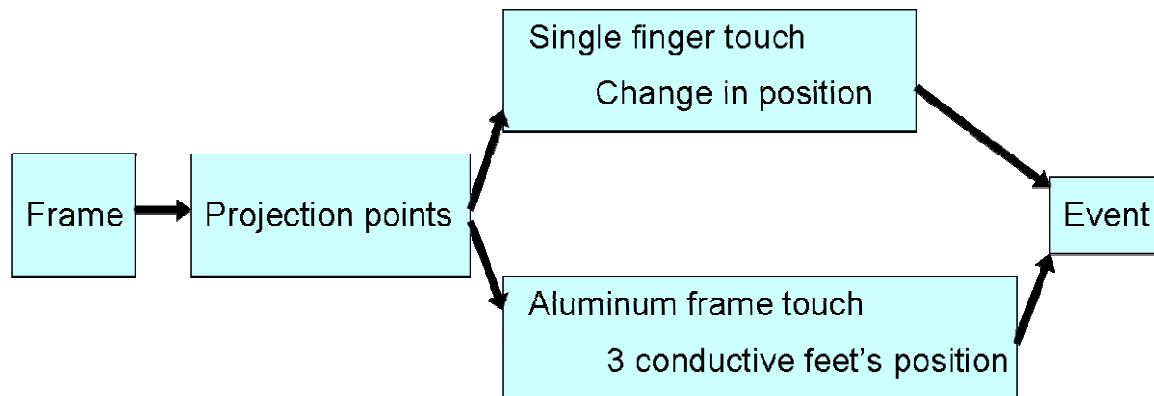 Frame
Projection points
Single finger touch
Change in position
Aluminum frame touch
3 conductive feet's position
Event